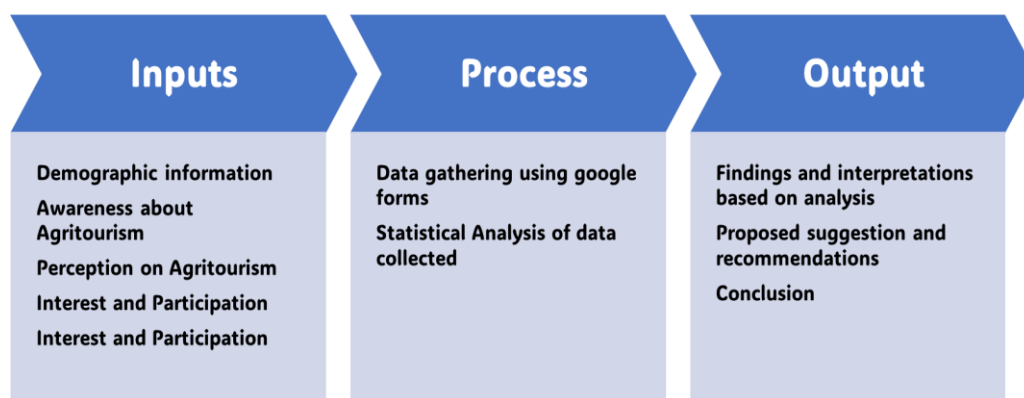 Inputs
Demographic information
Awareness about
Agritourism
Perception on Agritourism
Interest and Participation
Interest and Participation
Process
Data gathering using google
forms
Statistical Analysis of data
collected
Output
Findings and interpretations
based on analysis
Proposed suggestion and
recommendations
Conclusion